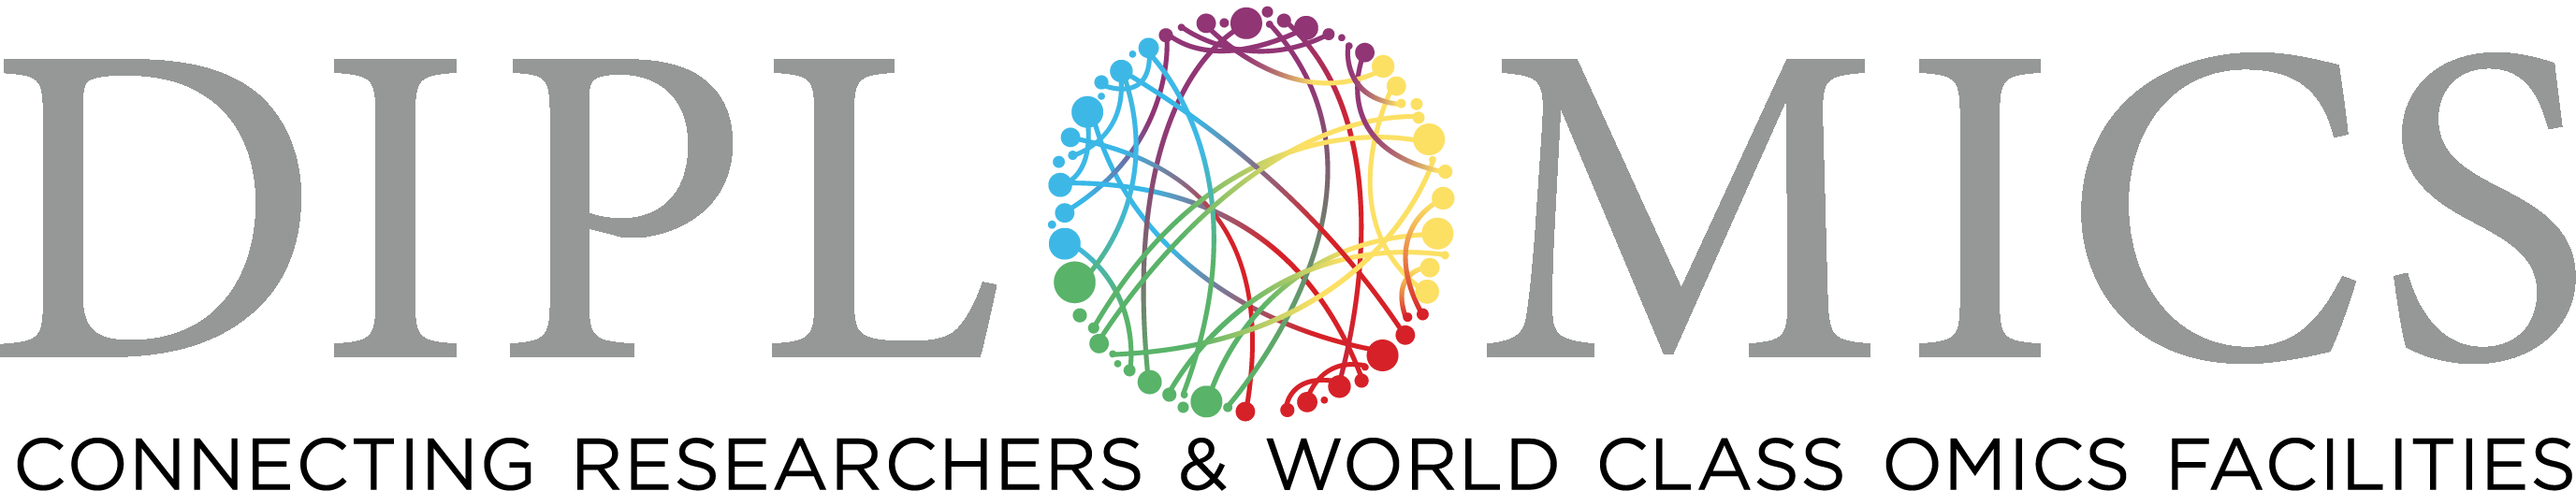 DIPLOMICS
CONNECTING RESEARCHERS & WORLD CLASS OMICS FACILITIES